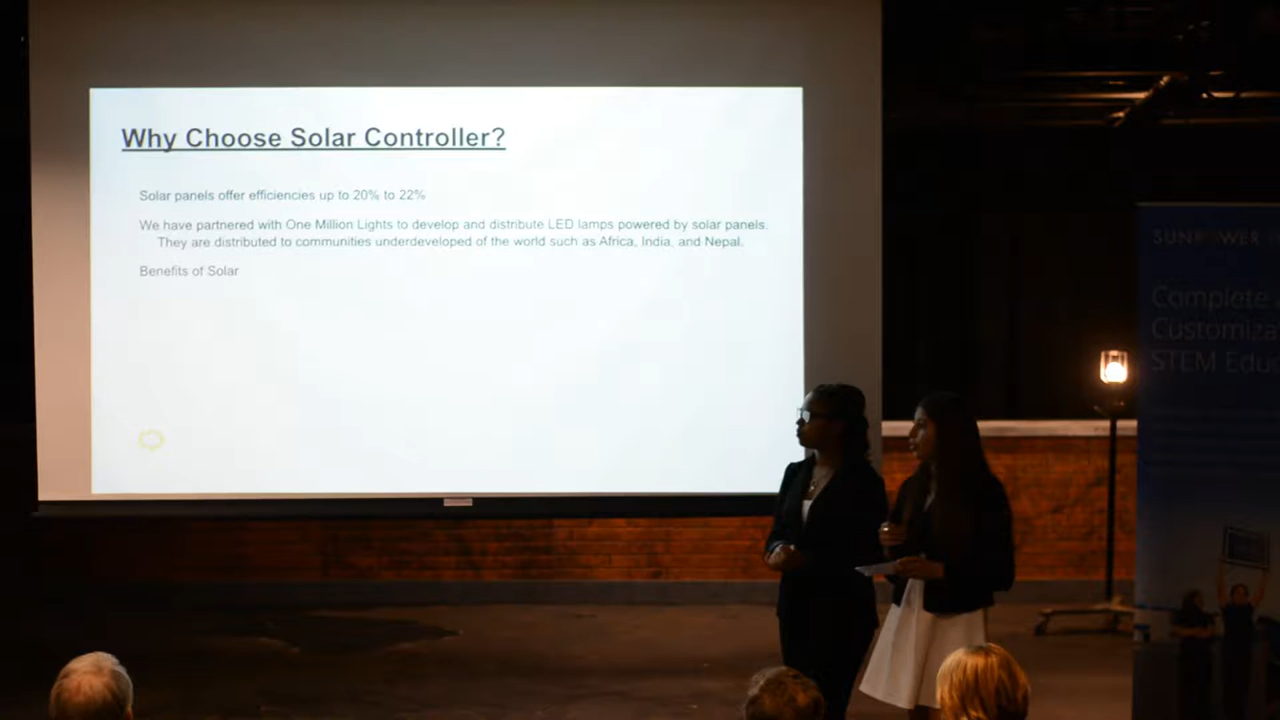 Why Choose Solar Controller?
Solar panels offer efficiencies up to 20% to 22%
We have partnered with One Million Lights to develop and distribute LED lamps powered by solar panels.
They are distributed to communities underdeveloped of the world such as Africa, India, and Nepal.
Benefits of Solar
SUNPOWER
Complete
Customiza
STEM Educ